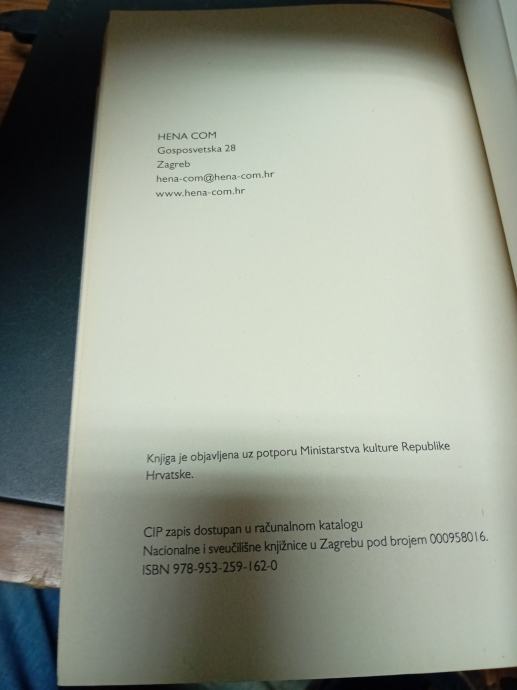 HENA COM
Gosposvetska 28
Zagreb
hena-com@hena-com.hr
www.hena-com.hr
Knjiga je objavljena uz potporu Ministarstva kulture Republike
Hrvatske.
CIP zapis dostupan u računalnom katalogu
Nacionalne i sveučilišne knjižnice u Zagrebu pod brojem 000958016.
ISBN 978-953-259-162-0